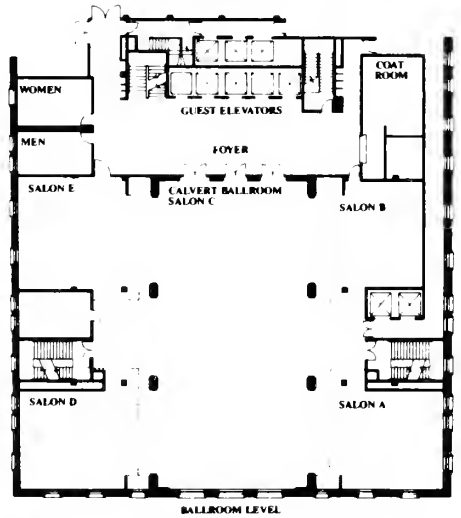 COAT
ROOM
WOMEN
GUEST ELEVATORS
MEN
FOYER
SALON E
CALVERT BALLROOM
SALON C
SALON B
SALON D
SALON A
BALLROOM LEVEL